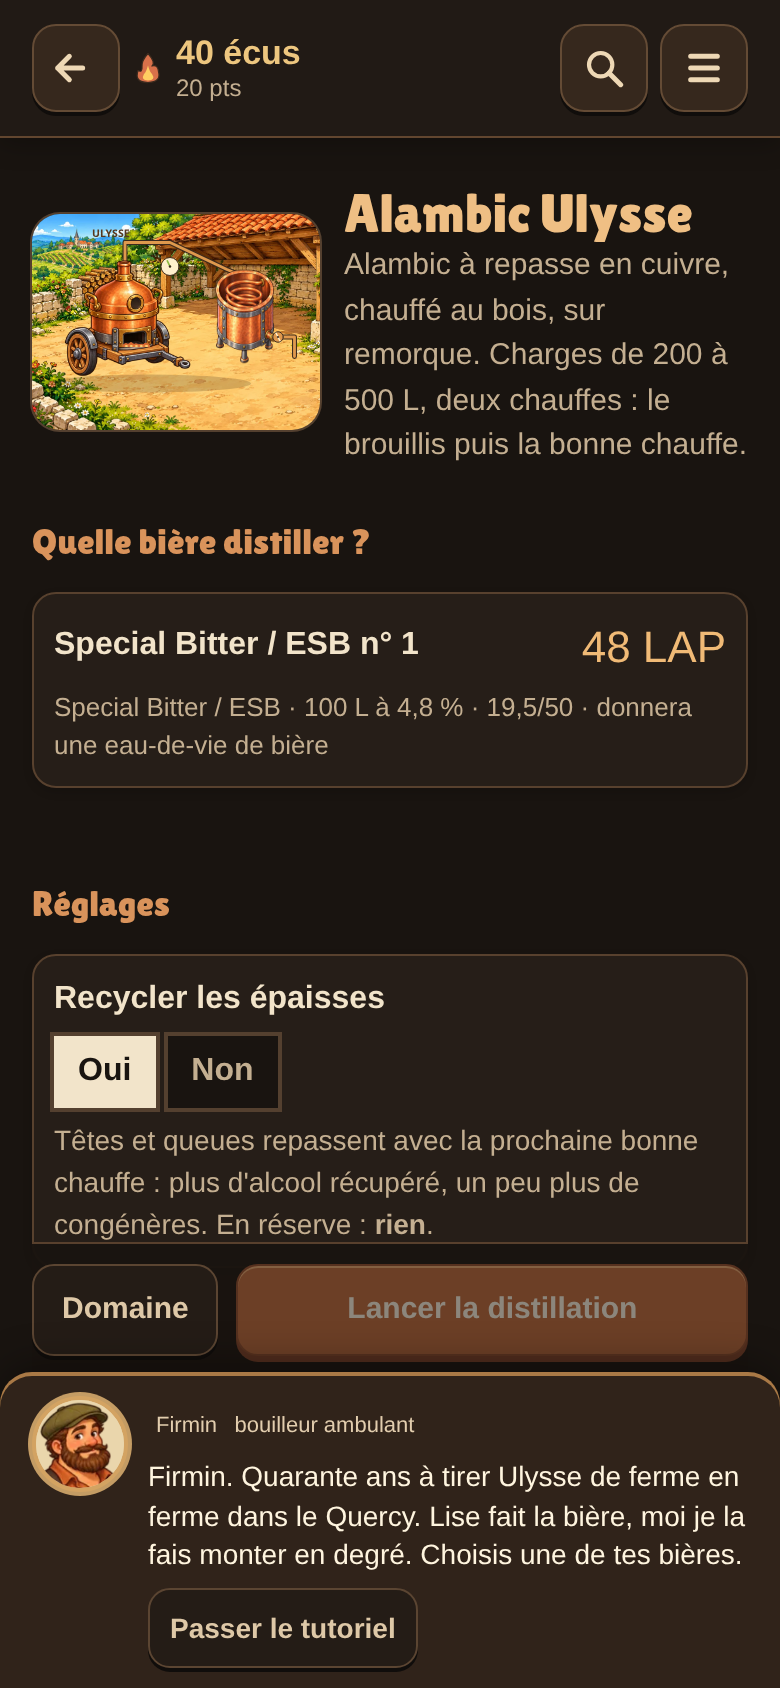 40 écus
20 pts
ULYSSE
Alambic Ulysse
Alambic à repasse en cuivre,
chauffé au bois, sur
remorque. Charges de 200 à
500 L, deux chauffes : le
brouillis puis la bonne chauffe.
Quelle bière distiller ?
Special Bitter / ESB n° 1
48 LAP
Special Bitter / ESB · 100 L à 4,8 % · 19,5/50 · donnera
une eau-de-vie de bière
Réglages
Recycler les épaisses
Oui
Non
Têtes et queues repassent avec la prochaine bonne
chauffe : plus d'alcool récupéré, un peu plus de
congénères. En réserve : rien.
Domaine
Lancer la distillation
Firmin bouilleur ambulant
Firmin. Quarante ans à tirer Ulysse de ferme en
ferme dans le Quercy. Lise fait la bière, moi je la
fais monter en degré. Choisis une de tes bières.
Passer le tutoriel